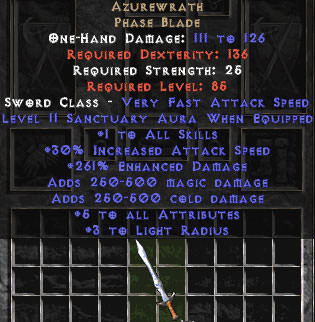 Azurewrath
Phase Blade
One-Hand Damage: 111 to 126
Required Dexterity: 136
Required Strength: 25
Required Level: 85
Sword Class - Very Fast Attack Speed
Level 11 Sanctuary Aura When Equipped
+1 to All Skills
+30% Increased Attack Speed
+261% Enhanced Damage
Adds 250-500 magic damage
Adds 250-500 cold damage
+5 to all Attributes
+3 to Light Radius